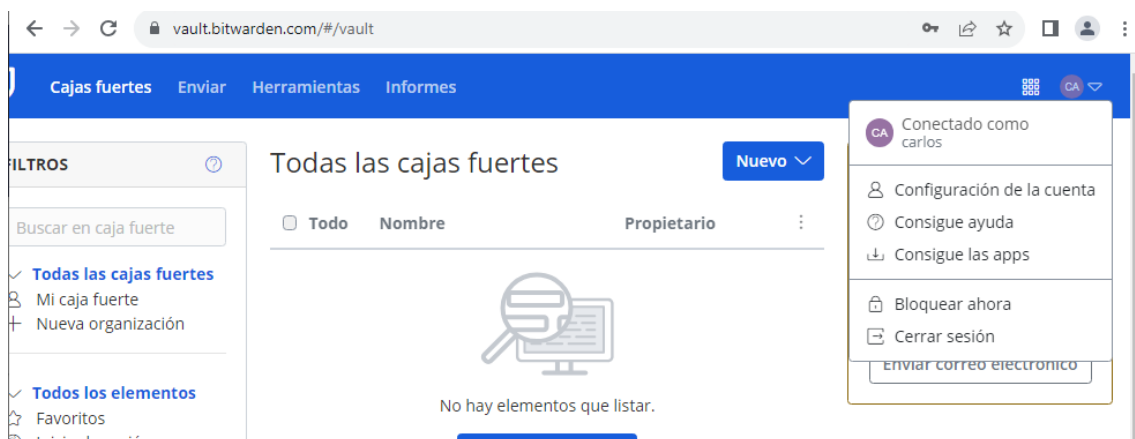 vault.bitwarden.com/#/vault
Cajas fuertes Enviar Herramientas Informes
CA
CA Conectado como
carlos
FILTROS
Todas las cajas fuertes
Nuevo
Configuración de la cuenta
Buscar en caja fuerte
Todo Nombre Propietario
Consigue ayuda
Consigue las apps
Todas las cajas fuertes
Mi caja fuerte
Nueva organización
Bloquear ahora
Cerrar sesión
Enviar correo electrónico
Todos los elementos
Favoritos
No hay elementos que listar.